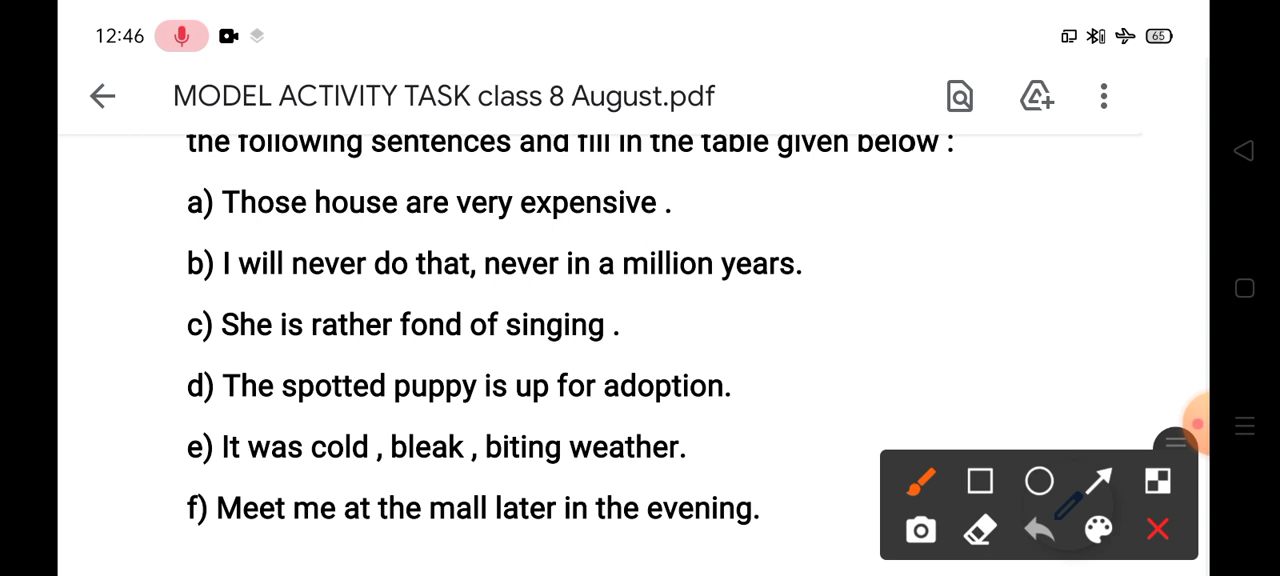 12:46
65
MODEL ACTIVITY TASK class 8 August.pdf
the following sentences and fill in the table given below :
a) Those house are very expensive .
b) I will never do that, never in a million years.
c) She is rather fond of singing .
d) The spotted puppy is up for adoption.
e) It was cold , bleak , biting weather.
f) Meet me at the mall later in the evening.